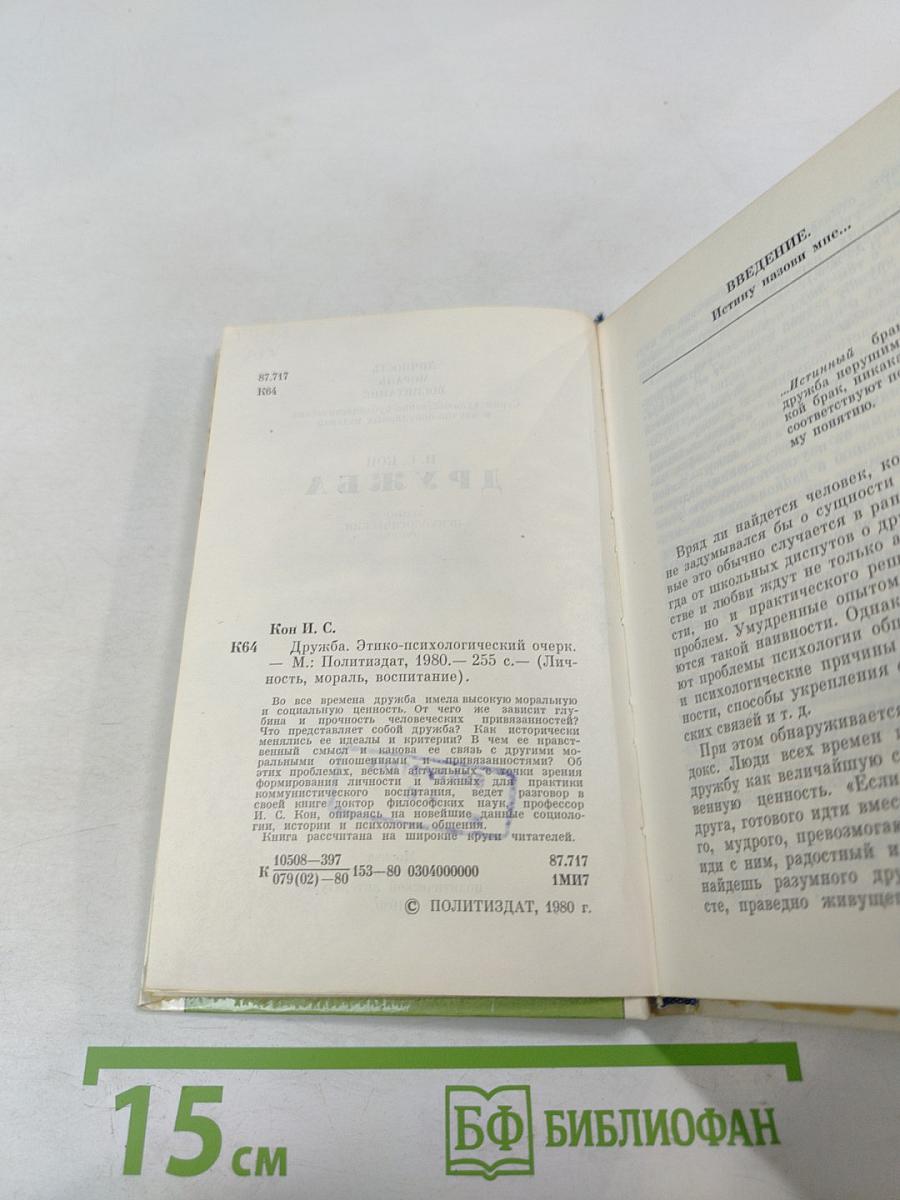 87.717
К64
Кон И. С.
К64 Дружба. Этико-психологический очерк.
— М.: Политиздат, 1980.— 255 с.— (Лич-
ность, мораль, воспитание).
Во все времена дружба имела высокую моральную
и социальную ценность. От чего же зависит глу-
бина и прочность человеческих привязанностей?
Что представляет собой дружба? Как исторически
менялись ее идеалы и критерии? В чем ее нравст-
венный смысл и какова ее связь с другими мо-
ральными отношениями и привязанностями? Об
этих проблемах, весьма актуальных с точки зрения
формирования личности и важных для практики
коммунистического воспитания, ведет разговор в
своей книге доктор философских наук, профессор
И. С. Кон, опираясь на новейшие данные социоло-
гии, истории и психологии общения.
Книга рассчитана на широкие круги читателей.
К 10508—397
079(02)—80 153—80 0304000000
87.717
1МИ7
© ПОЛИТИЗДАТ, 1980 г.
ВВЕДЕНИЕ.
Истину назови мне...
...Истинный брак
дружба нерушим
кой брак, никака
соответствуют по
му понятию.
Вряд ли найдется человек, ко
не задумывался бы о сущности
вые это обычно случается в ран
гда от школьных диспутов о др
стве и любви ждут не только а
сти, но и практического реш
проблем. Умудренные опытом
ются такой наивности. Однак
ют проблемы психологии общ
и психологические причины
ности, способы укрепления
ских связей и т. д.
При этом обнаруживается
докс. Люди всех времен и
дружбу как величайшую с
венную ценность. «Если
друга, готового идти вмес
го, мудрого, превозмогаю
иди с ним, радостный и
найдешь разумного дру
сте, праведно живущег
И. С. КОН
ДРУЖБА
15 см
БФ БИБЛИОФАН